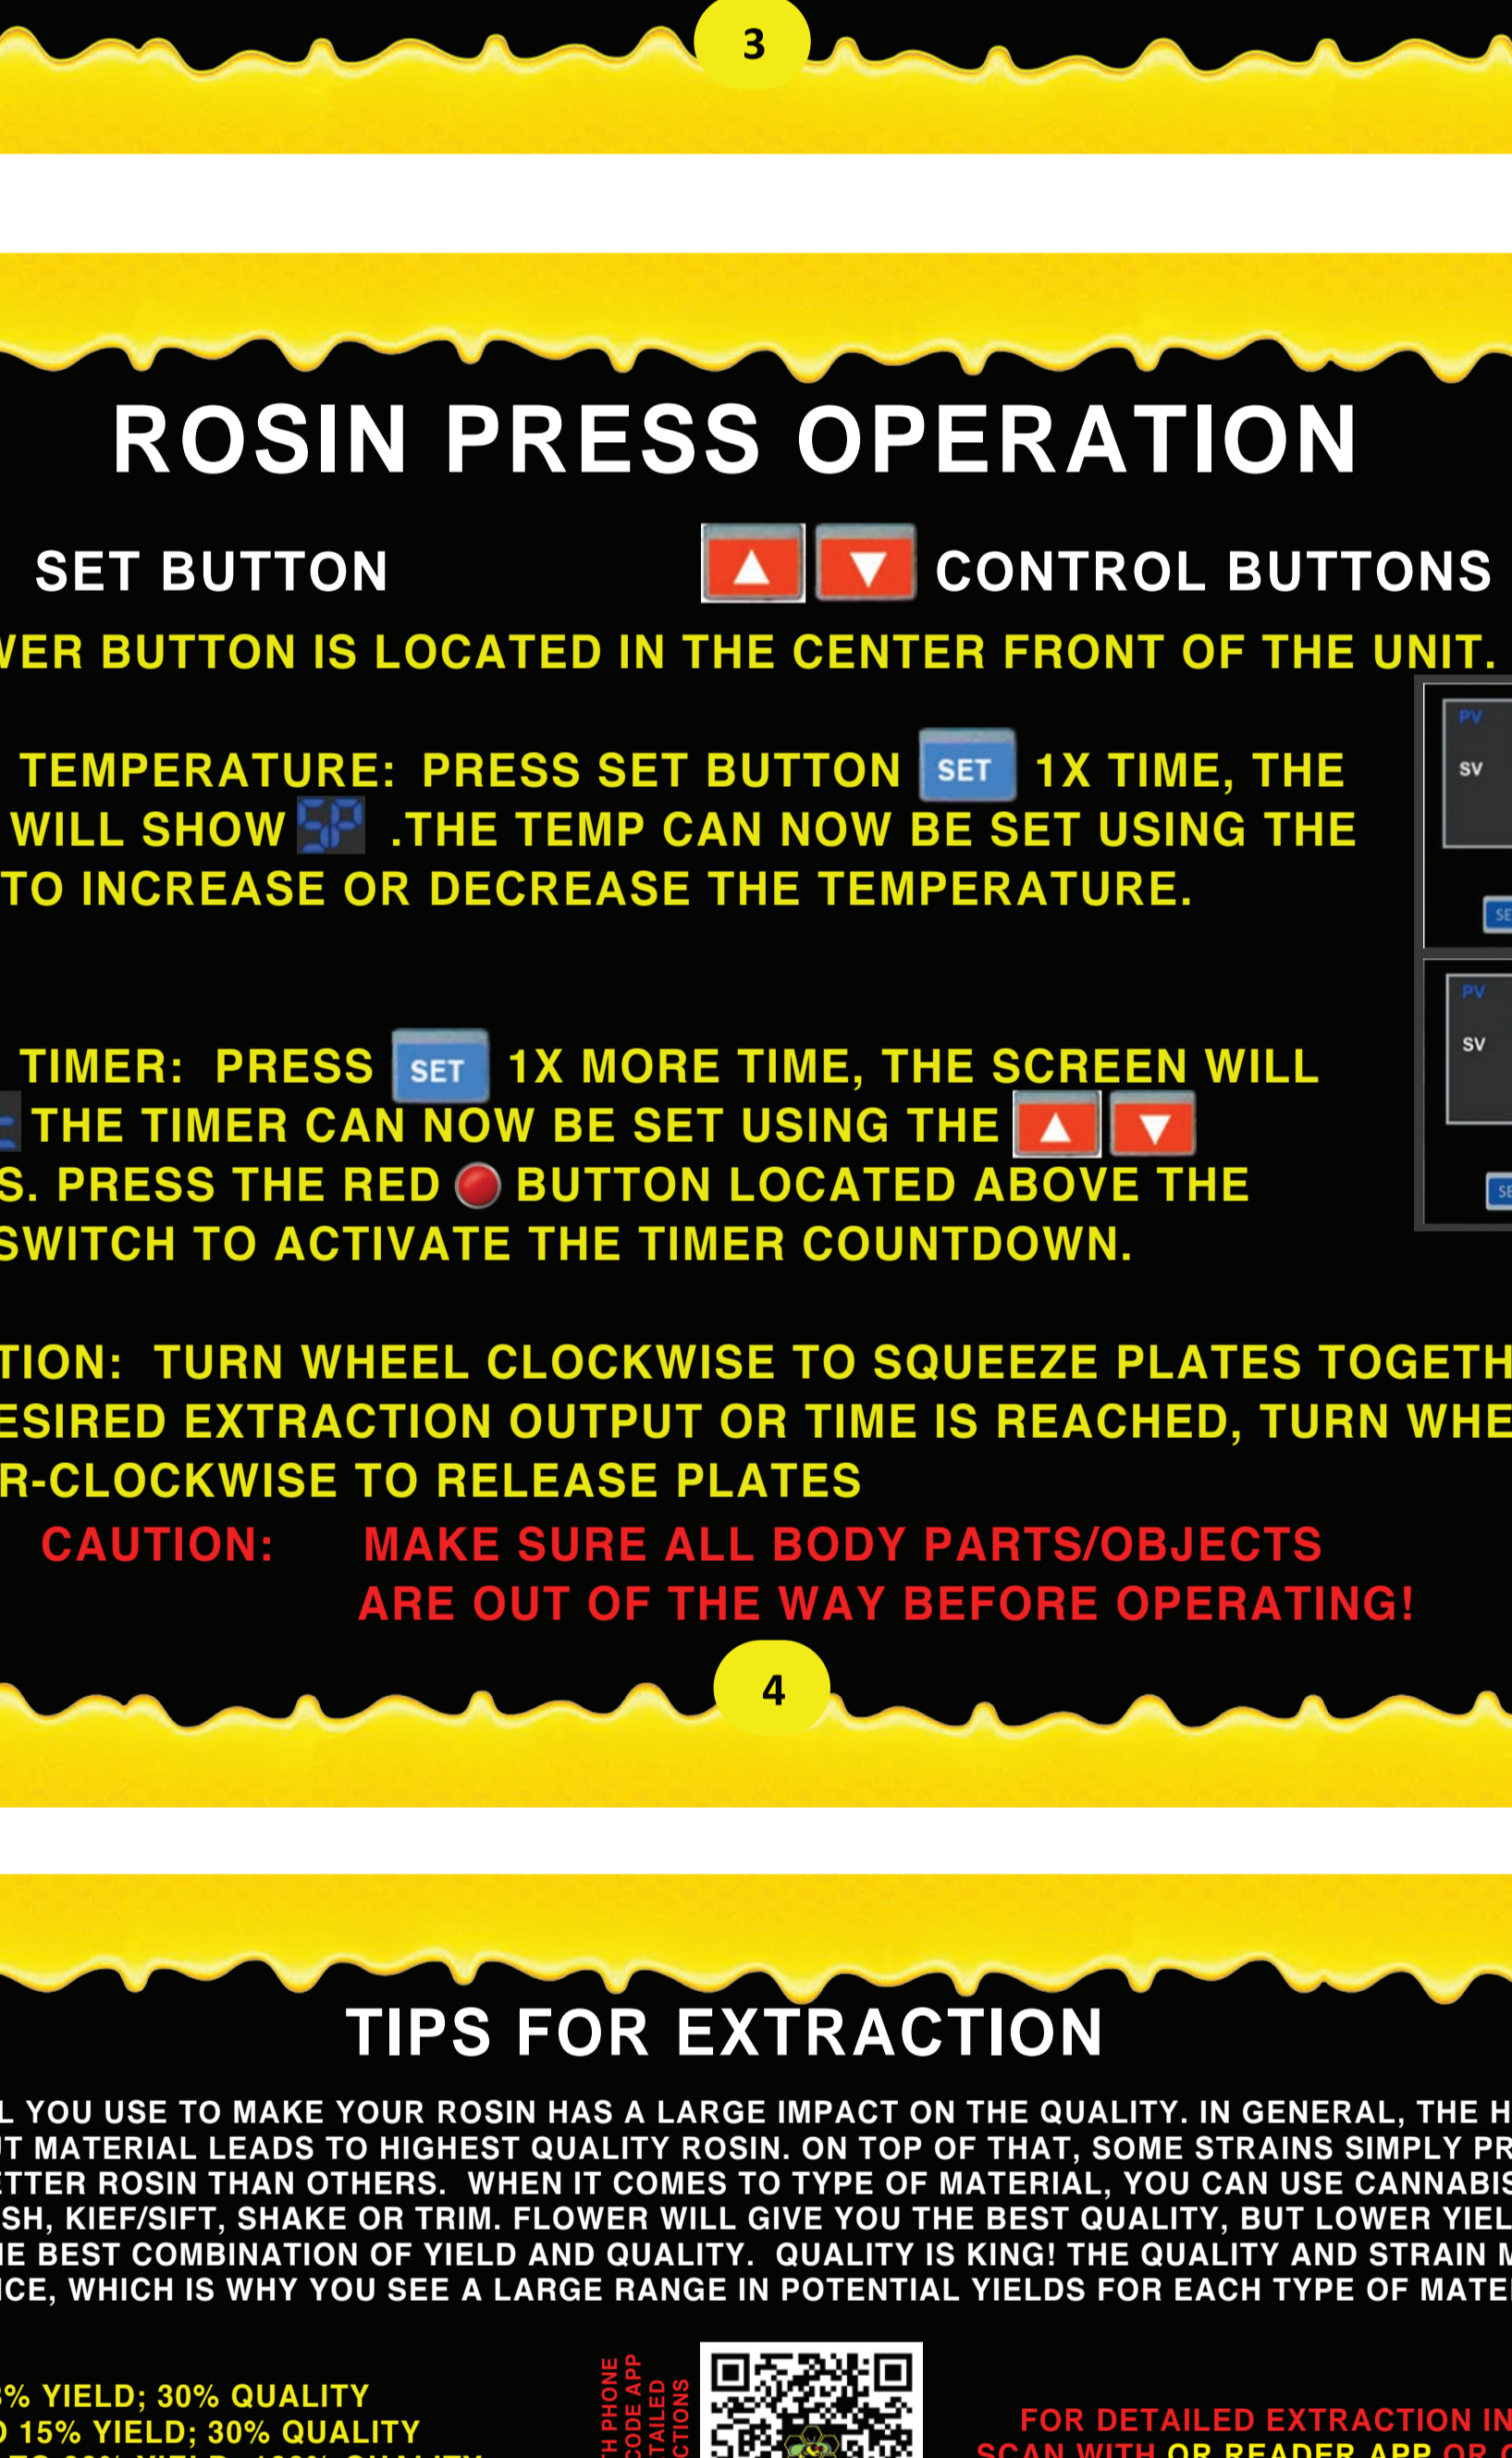 3
ROSIN PRESS OPERATION
SET BUTTON
CONTROL BUTTONS
BUTTON IS LOCATED IN THE CENTER FRONT OF THE UNIT.
TEMPERATURE: PRESS SET BUTTON SET 1X TIME, THE
WILL SHOW SP .THE TEMP CAN NOW BE SET USING THE
TO INCREASE OR DECREASE THE TEMPERATURE.
PV
SV
TIMER: PRESS SET 1X MORE TIME, THE SCREEN WILL
THE TIMER CAN NOW BE SET USING THE
S. PRESS THE RED BUTTON LOCATED ABOVE THE
SWITCH TO ACTIVATE THE TIMER COUNTDOWN.
PV
SV
TION: TURN WHEEL CLOCKWISE TO SQUEEZE PLATES TOGETH
ESIRED EXTRACTION OUTPUT OR TIME IS REACHED, TURN WHE
R-CLOCKWISE TO RELEASE PLATES
CAUTION: MAKE SURE ALL BODY PARTS/OBJECTS
ARE OUT OF THE WAY BEFORE OPERATING!
4
TIPS FOR EXTRACTION
L YOU USE TO MAKE YOUR ROSIN HAS A LARGE IMPACT ON THE QUALITY. IN GENERAL, THE H
UT MATERIAL LEADS TO HIGHEST QUALITY ROSIN. ON TOP OF THAT, SOME STRAINS SIMPLY PR
ETTER ROSIN THAN OTHERS. WHEN IT COMES TO TYPE OF MATERIAL, YOU CAN USE CANNABIS
SH, KIEF/SIFT, SHAKE OR TRIM. FLOWER WILL GIVE YOU THE BEST QUALITY, BUT LOWER YIEL
HE BEST COMBINATION OF YIELD AND QUALITY. QUALITY IS KING! THE QUALITY AND STRAIN M
NCE, WHICH IS WHY YOU SEE A LARGE RANGE IN POTENTIAL YIELDS FOR EACH TYPE OF MATE
% YIELD; 30% QUALITY
15% YIELD; 30% QUALITY
TH PHONE
CODE APP
TAILED
CTIONS
FOR DETAILED EXTRACTION IN
SCAN WITH QR READER APP OR